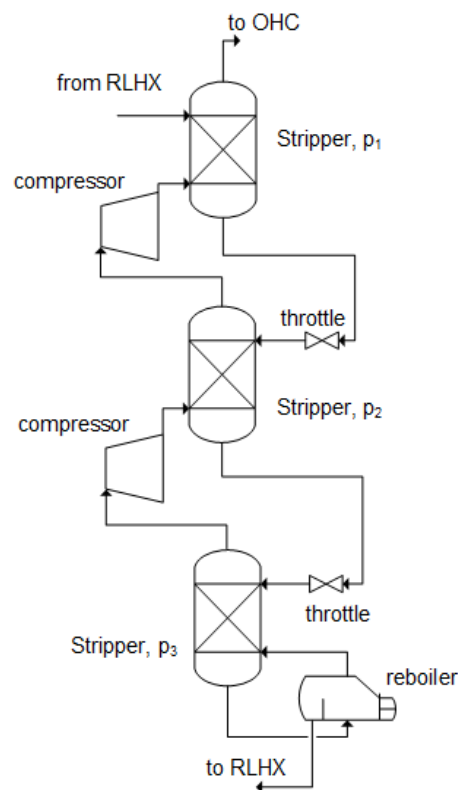 to OHC
from RLHX
Stripper, p₁
compressor
throttle
Stripper, p₂
compressor
throttle
Stripper, p₃
reboiler
to RLHX